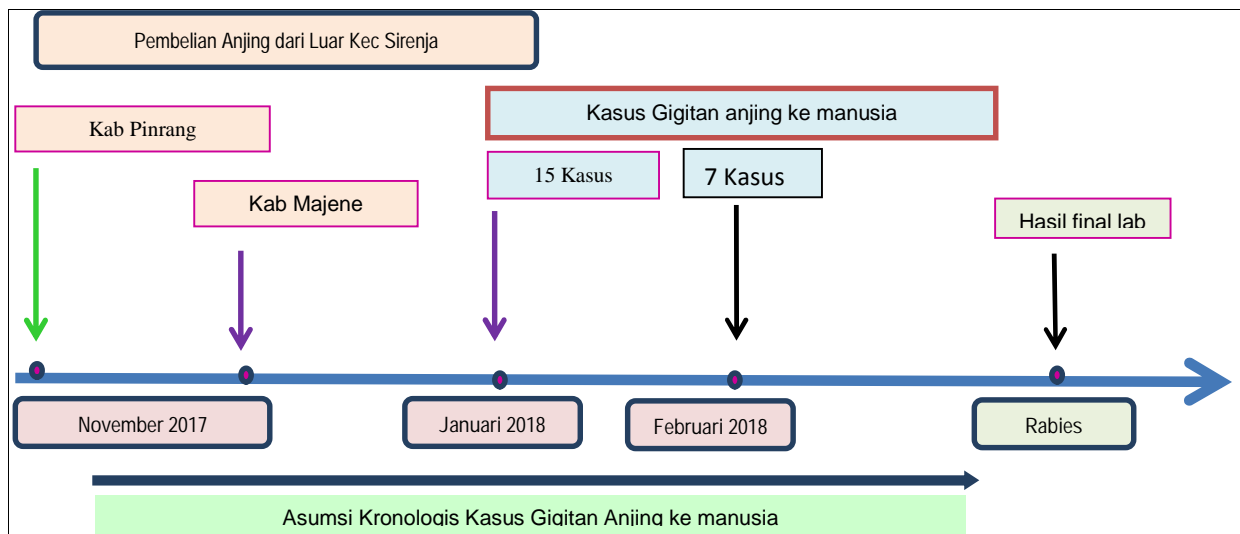 Pembelian Anjing dari Luar Kec Sirenja
Kab Pinrang
Kasus Gigitan anjing ke manusia
15 Kasus
7 Kasus
Kab Majene
Hasil final lab
November 2017
Januari 2018
Februari 2018
Rabies
Asumsi Kronologis Kasus Gigitan Anjing ke manusia